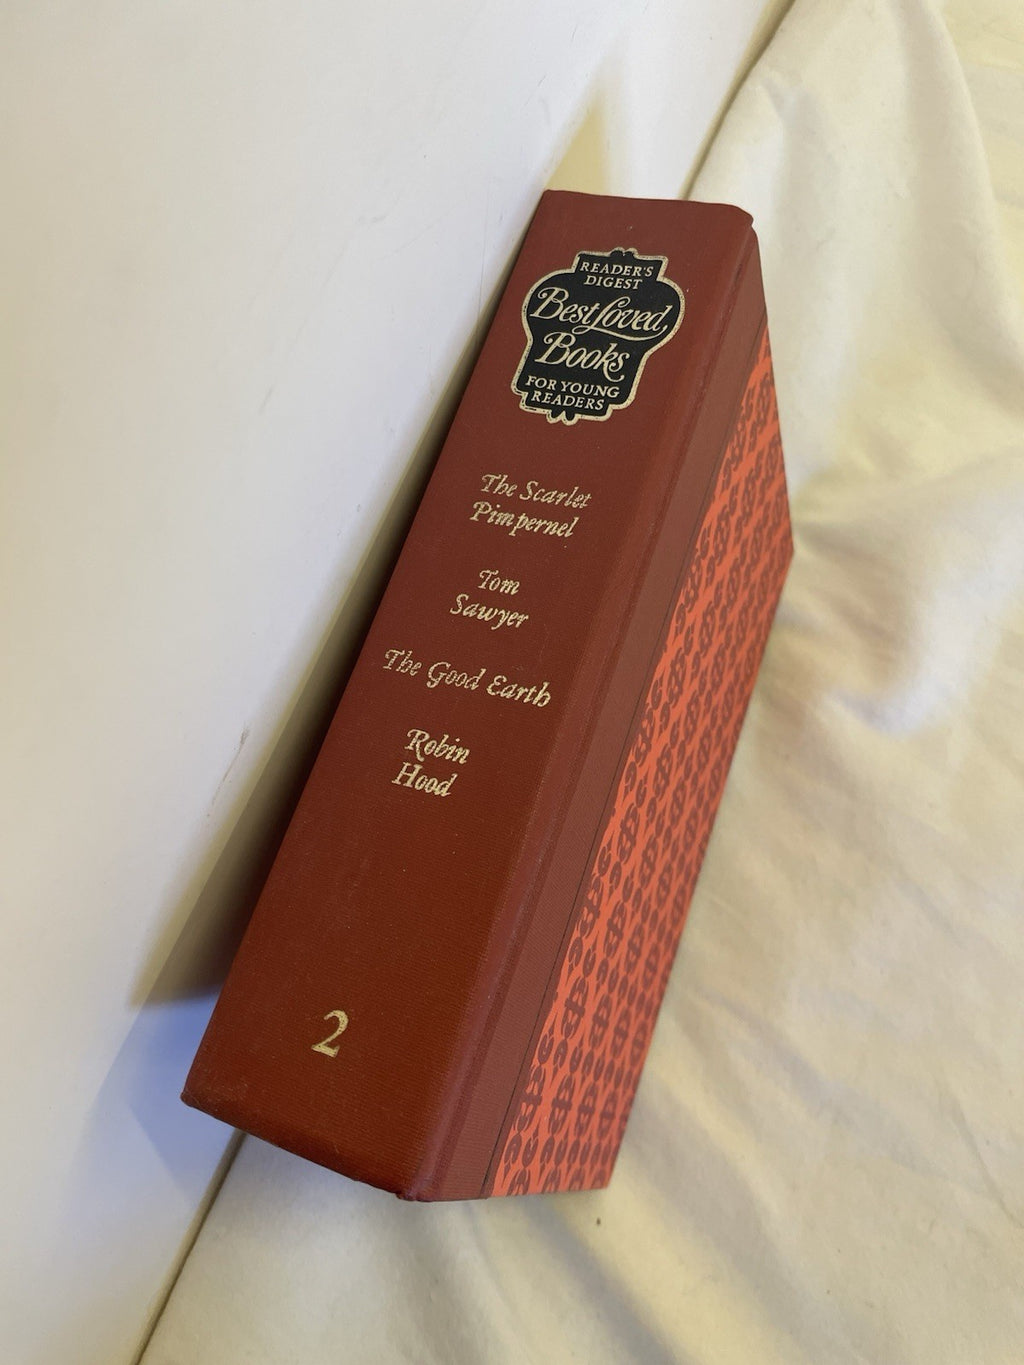 READER'S
DIGEST
Best Loved
Books
FOR YOUNG
READERS
The Scarlet
Pimpernel
Tom
Sawyer
The Good Earth
Robin
Hood
2